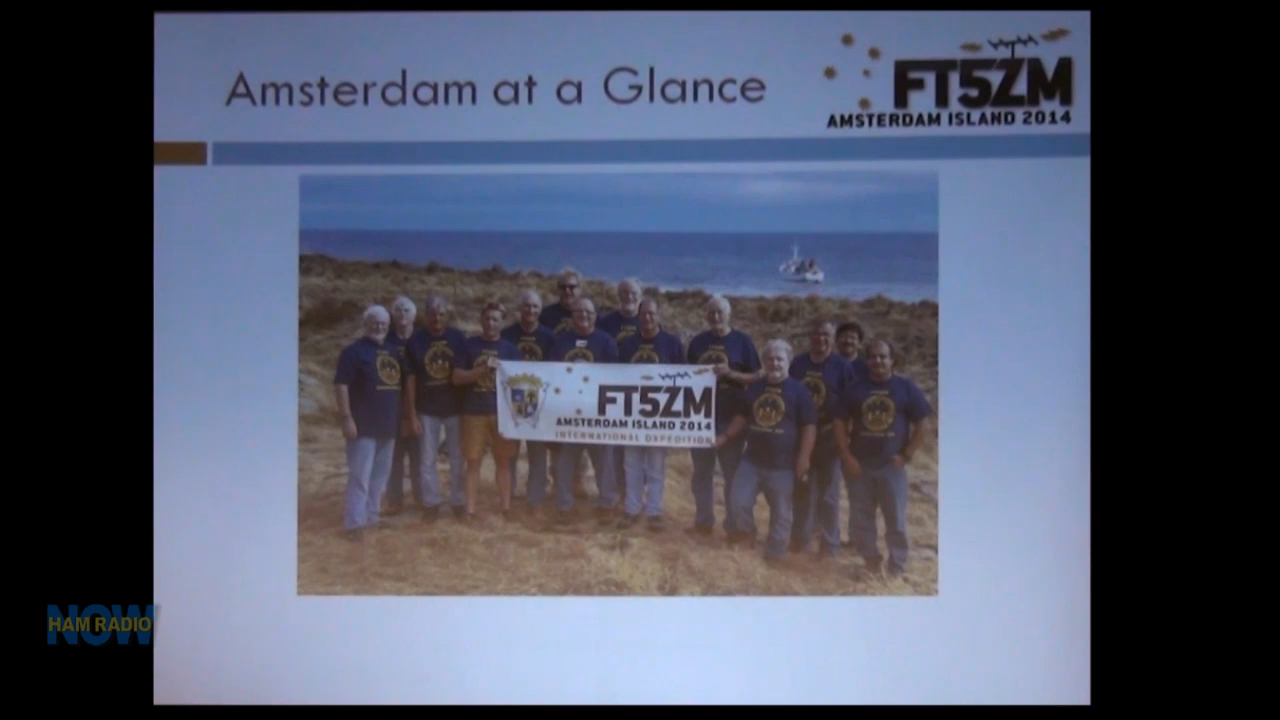 Amsterdam at a Glance
FT5ZM
AMSTERDAM ISLAND 2014
FT5ZM
AMSTERDAM ISLAND 2014
INTERNATIONAL DXPEDITION
HAM RADIO
NOW